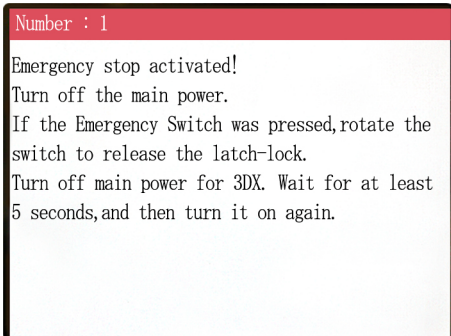 Number : 1
Emergency stop activated!
Turn off the main power.
If the Emergency Switch was pressed,rotate the
switch to release the latch-lock.
Turn off main power for 3DX. Wait for at least
5 seconds,and then turn it on again.